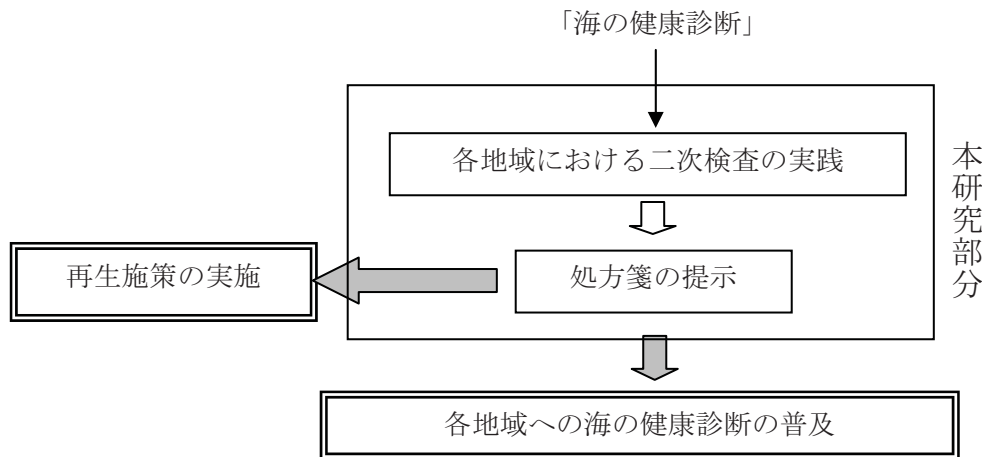 「海の健康診断」
各地域における二次検査の実践
本研究部分
処方箋の提示
再生施策の実施
各地域への海の健康診断の普及